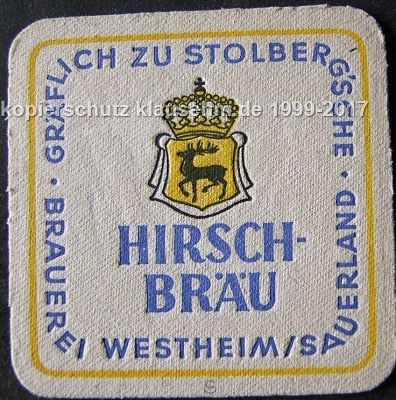 GRÄFLICH ZU STOLBERG'SCHE · BRAUEREI WESTHEIM/SAUERLAND ·
kopierschutz klausehm.de 1999-2017
HIRSCH-
BRÄU
S